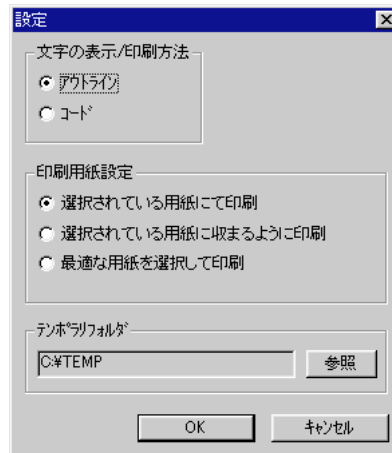 設定
文字の表示/印刷方法
ｱｳﾄﾗｲﾝ
ｺｰﾄﾞ
印刷用紙設定
選択されている用紙にて印刷
選択されている用紙に収まるように印刷
最適な用紙を選択して印刷
ﾃﾝﾎﾟﾗﾘﾌｫﾙﾀﾞ
C:¥TEMP
参照
OK
ｷｬﾝｾﾙ